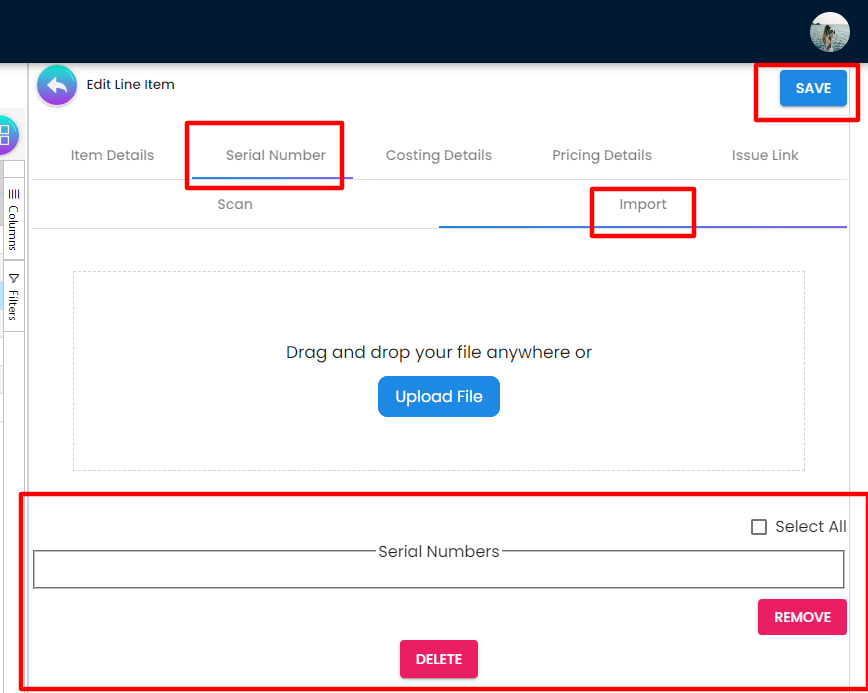 Edit Line Item
SAVE
Item Details Serial Number Costing Details Pricing Details Issue Link
Scan Import
Columns
Filters
Drag and drop your file anywhere or
Upload File
Select All
Serial Numbers
REMOVE
DELETE